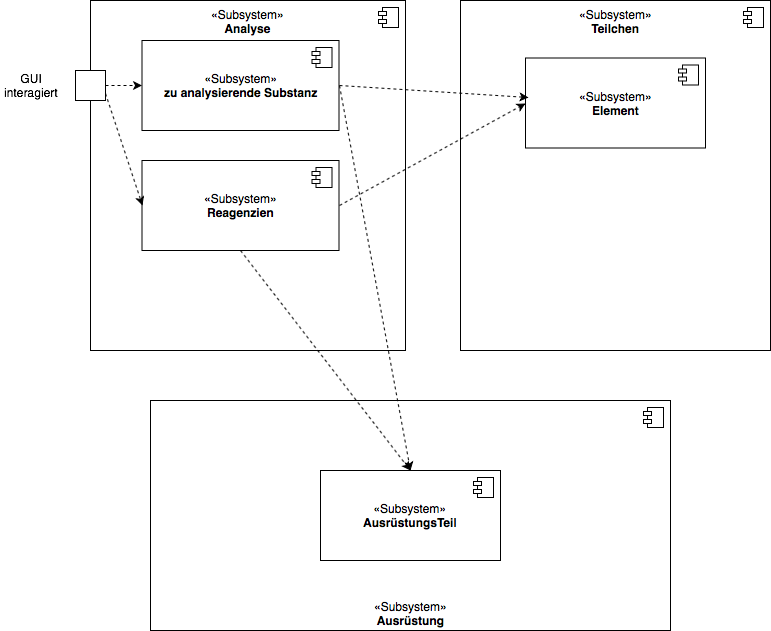 «Subsystem»
Analyse
«Subsystem»
Teilchen
GUI
interagiert
«Subsystem»
zu analysierende Substanz
«Subsystem»
Element
«Subsystem»
Reagenzien
«Subsystem»
AusrüstungsTeil
«Subsystem»
Ausrüstung